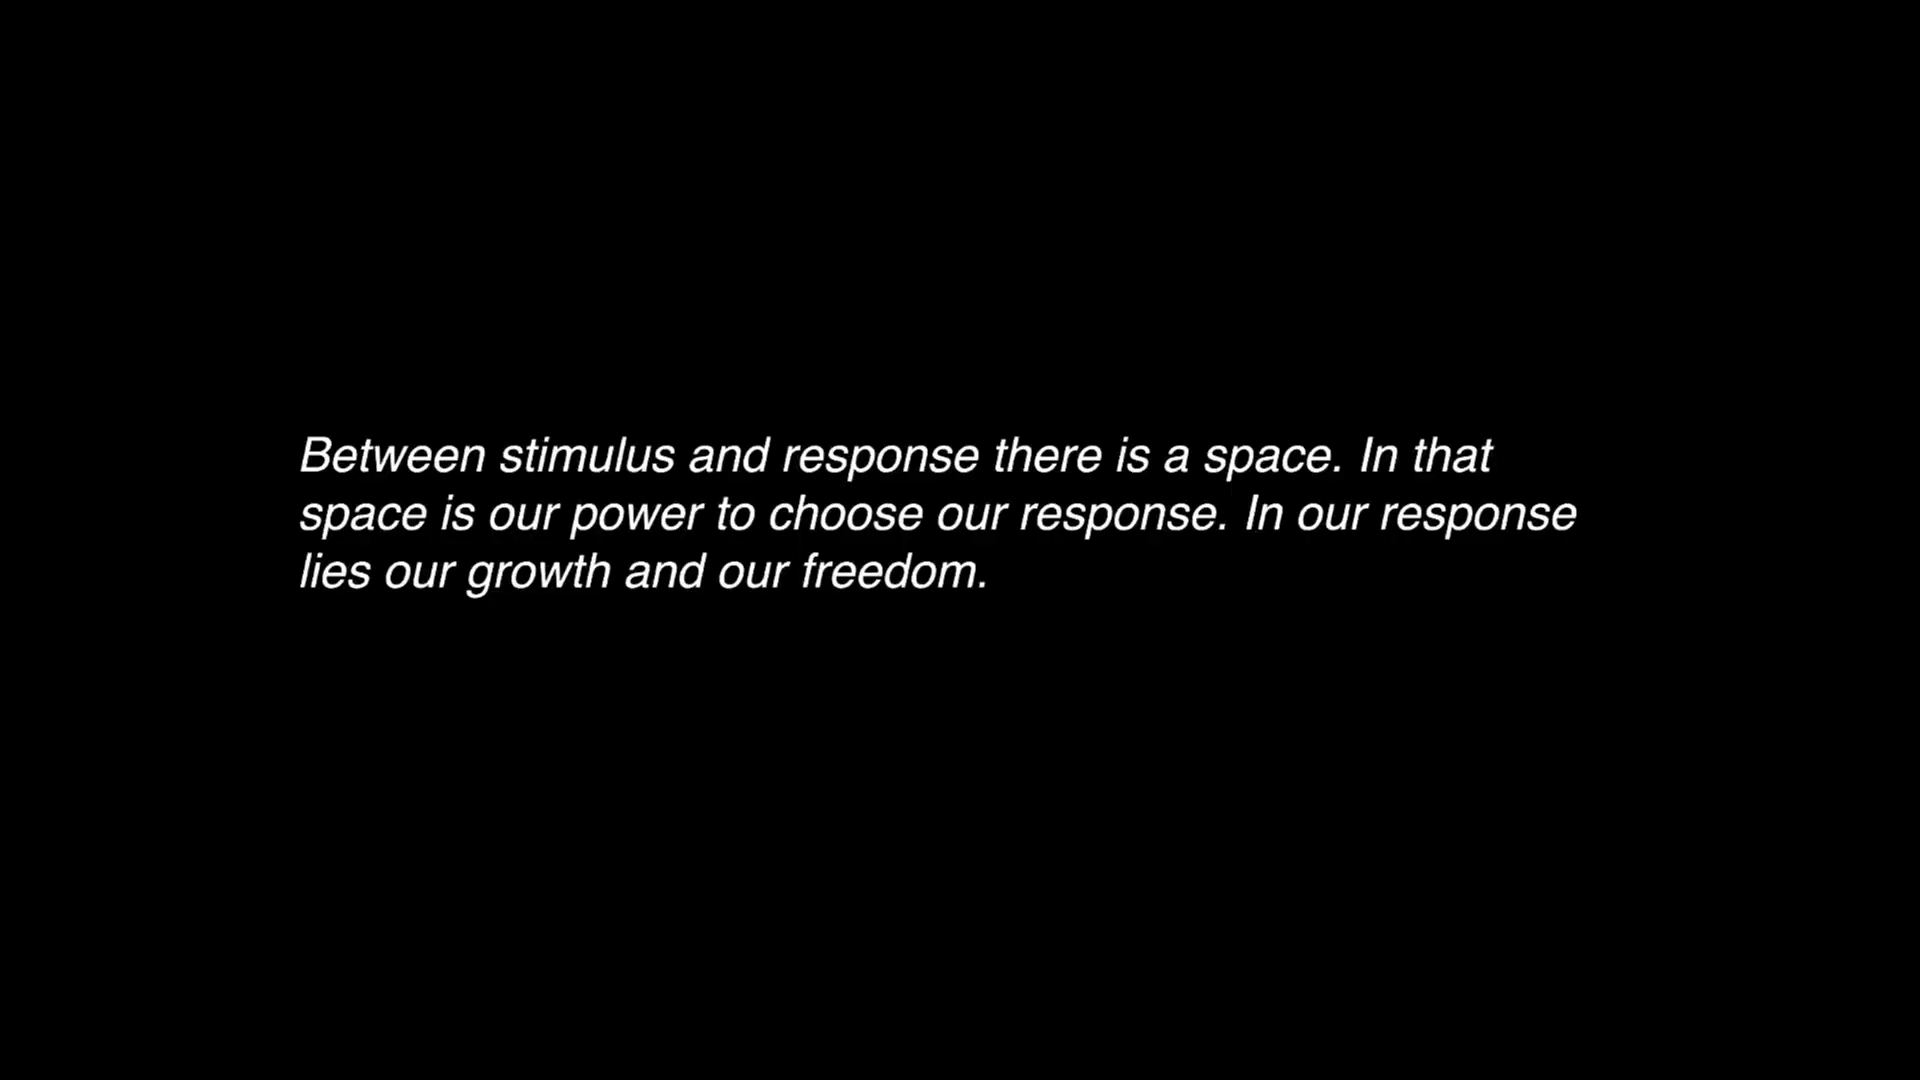 Between stimulus and response there is a space. In that
space is our power to choose our response. In our response
lies our growth and our freedom.